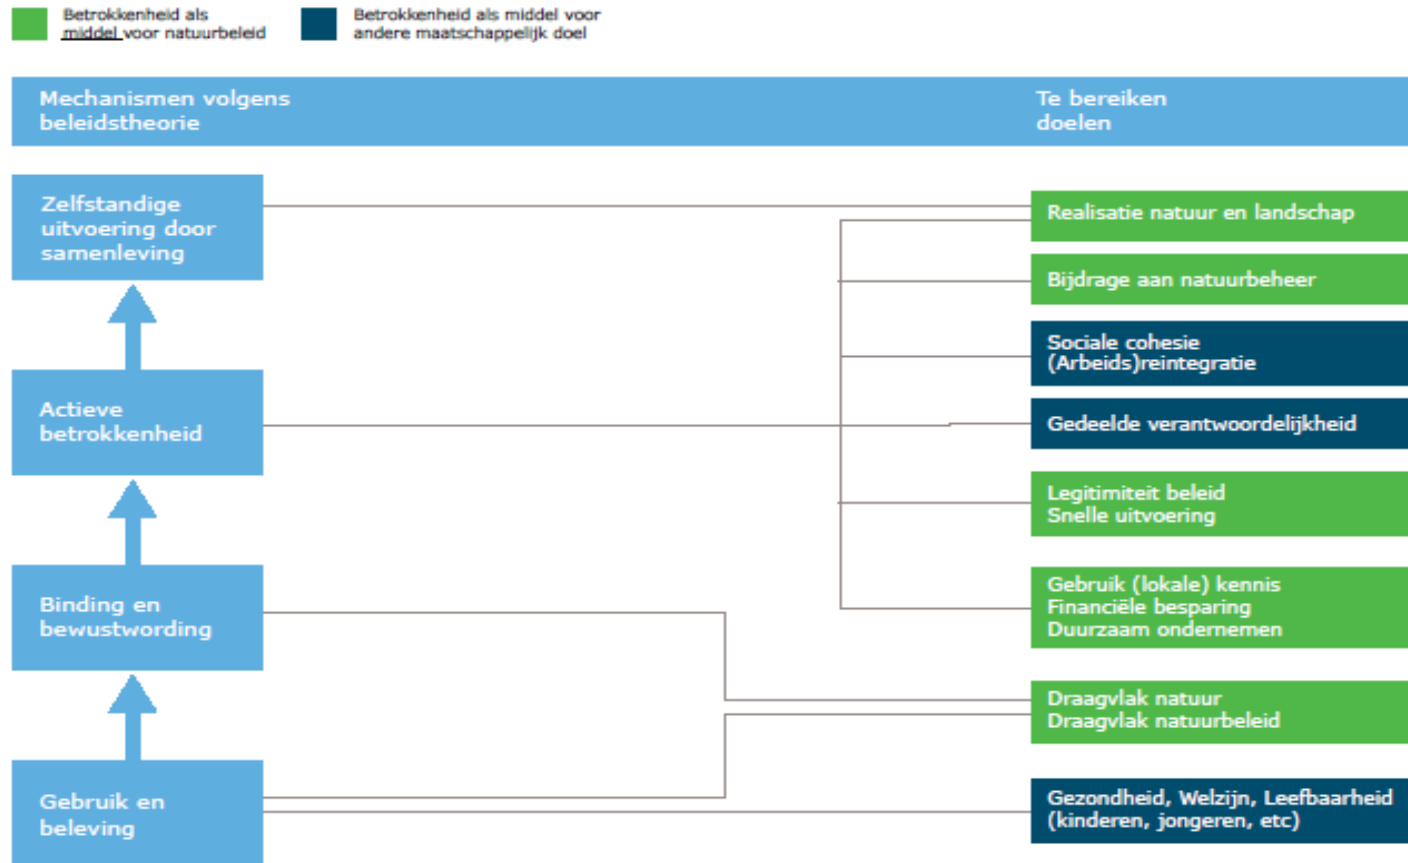 Betrokkenheid als
middel voor natuurbeleid
Betrokkenheid als middel voor
andere maatschappelijk doel
Mechanismen volgens
beleidstheorie
Te bereiken
doelen
Zelfstandige
uitvoering door
samenleving
Actieve
betrokkenheid
Binding en
bewustwording
Gebruik en
beleving
Realisatie natuur en landschap
Bijdrage aan natuurbeheer
Sociale cohesie
(Arbeids)reintegratie
Gedeelde verantwoordelijkheid
Legitimiteit beleid
Snelle uitvoering
Gebruik (lokale) kennis
Financiële besparing
Duurzaam ondernemen
Draagvlak natuur
Draagvlak natuurbeleid
Gezondheid, Welzijn, Leefbaarheid
(kinderen, jongeren, etc)